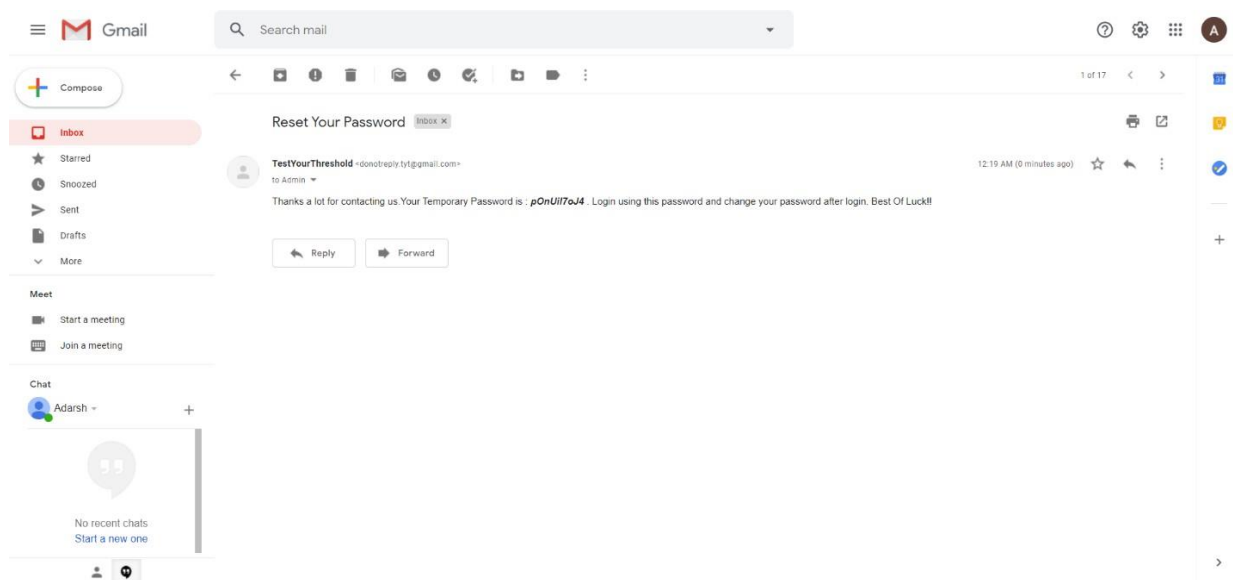 Gmail
Search mail
A
Compose
1 of 17
31
Inbox
Starred
Snoozed
Sent
Drafts
More
Reset Your Password Inbox ×
TestYourThreshold <donotreply.tyt@gmail.com>
12:19 AM (0 minutes ago)
to Admin
Thanks a lot for contacting us.Your Temporary Password is : pOnUiI7oJ4 . Login using this password and change your password after login. Best Of Luck!!
Reply
Forward
Meet
Start a meeting
Join a meeting
Chat
Adarsh
No recent chats
Start a new one